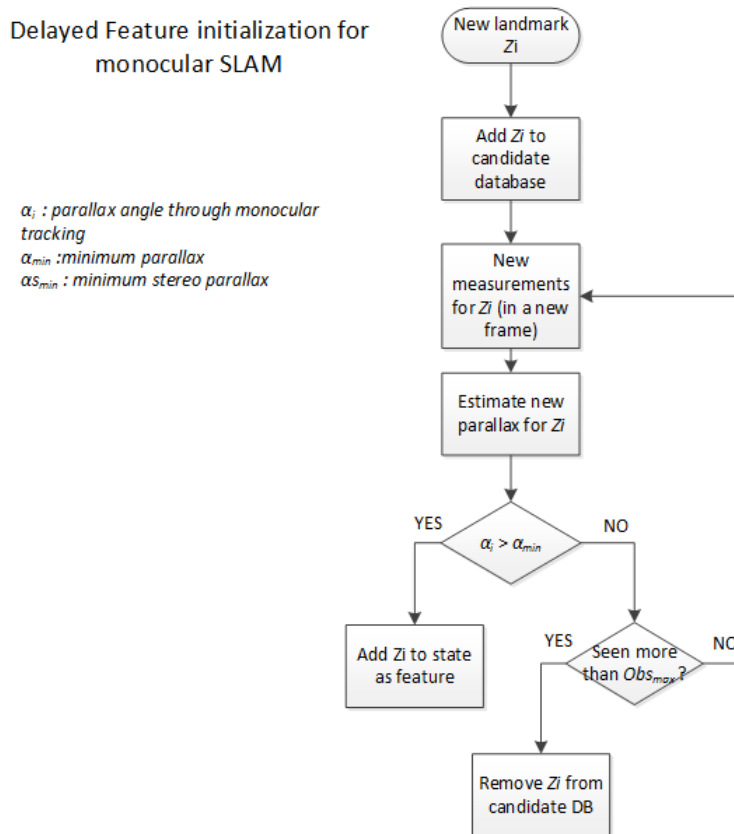 Delayed Feature initialization for
monocular SLAM
αᵢ : parallax angle through monocular
tracking
αₘᵢₙ :minimum parallax
αsₘᵢₙ : minimum stereo parallax
New landmark
Zi
Add Zi to
candidate
database
New
measurements
for Zi (in a new
frame)
Estimate new
parallax for Zi
YES
αᵢ > αₘᵢₙ
NO
Add Zi to state
as feature
YES
Seen more
than Obsₘₐₓ?
NO
Remove Zi from
candidate DB